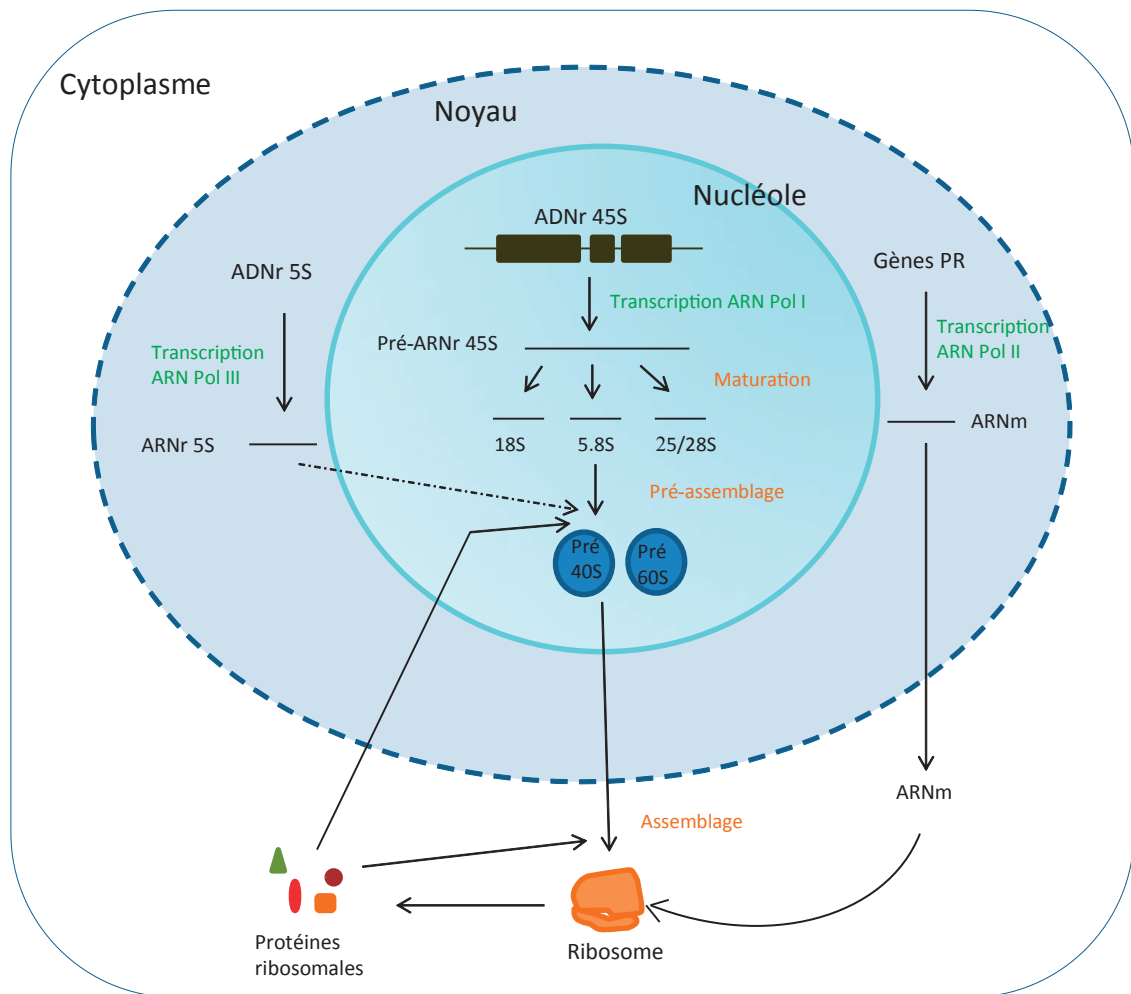 Cytoplasme
Noyau
Nucléole
ADNr 45S
ADNr 5S
Gènes PR
Transcription ARN Pol I
Transcription
ARN Pol III
Transcription
ARN Pol II
Pré-ARNr 45S
Maturation
ARNr 5S
18S
5.8S
25/28S
ARNm
Pré-assemblage
Pré
40S
Pré
60S
ARNm
Assemblage
Protéines
ribosomales
Ribosome